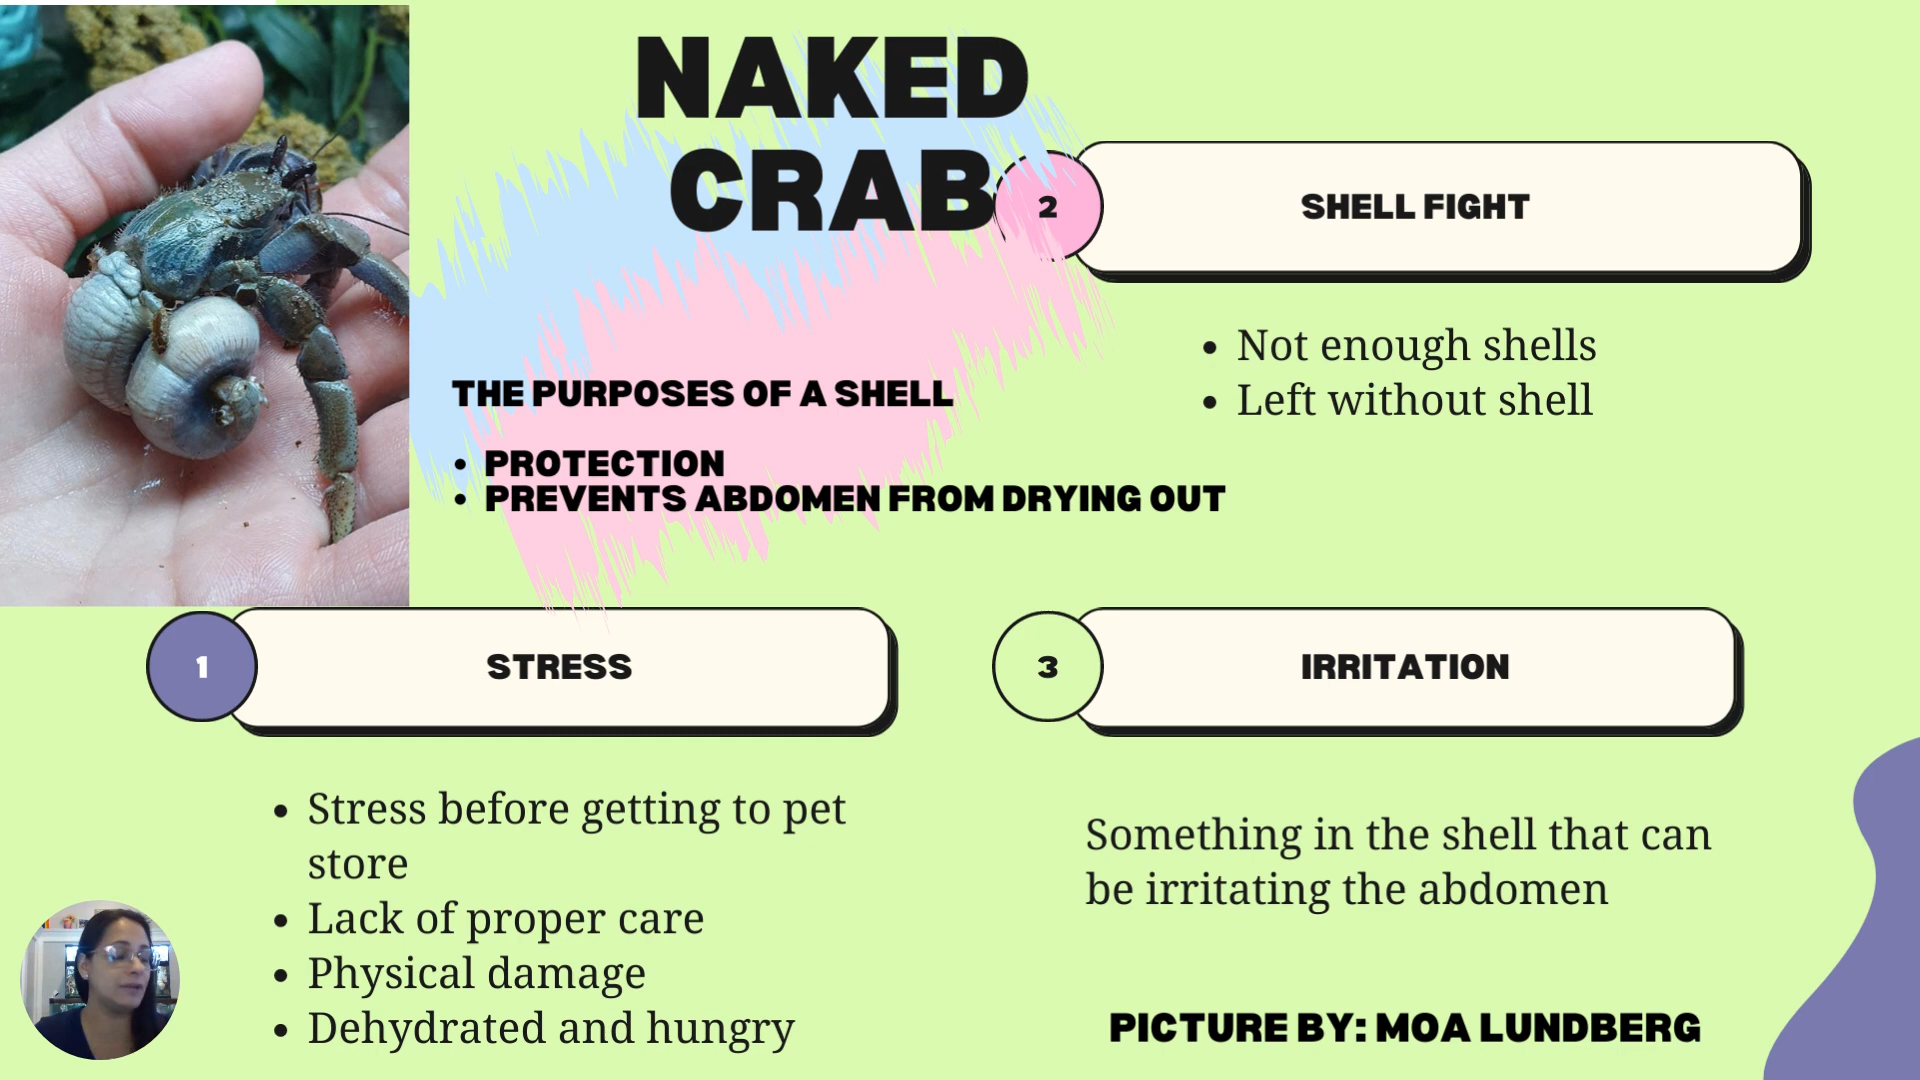 NAKED
CRAB
THE PURPOSES OF A SHELL
• PROTECTION
• PREVENTS ABDOMEN FROM DRYING OUT
1
STRESS
• Stress before getting to pet
store
• Lack of proper care
• Physical damage
• Dehydrated and hungry
2
SHELL FIGHT
• Not enough shells
• Left without shell
3
IRRITATION
Something in the shell that can
be irritating the abdomen
PICTURE BY: MOA LUNDBERG